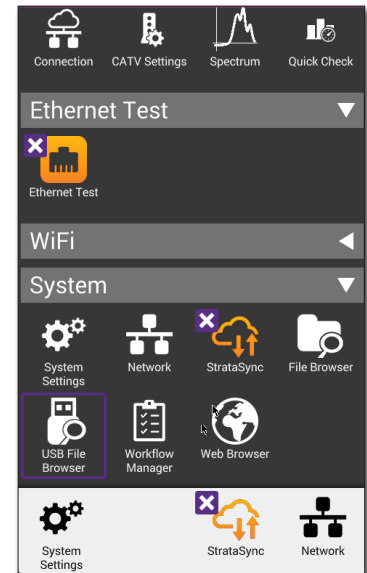 Connection CATV Settings Spectrum Quick Check
Ethernet Test
Ethernet Test
WiFi
System
System Settings Network StrataSync File Browser
USB File Browser Workflow Manager Web Browser
System Settings StrataSync Network